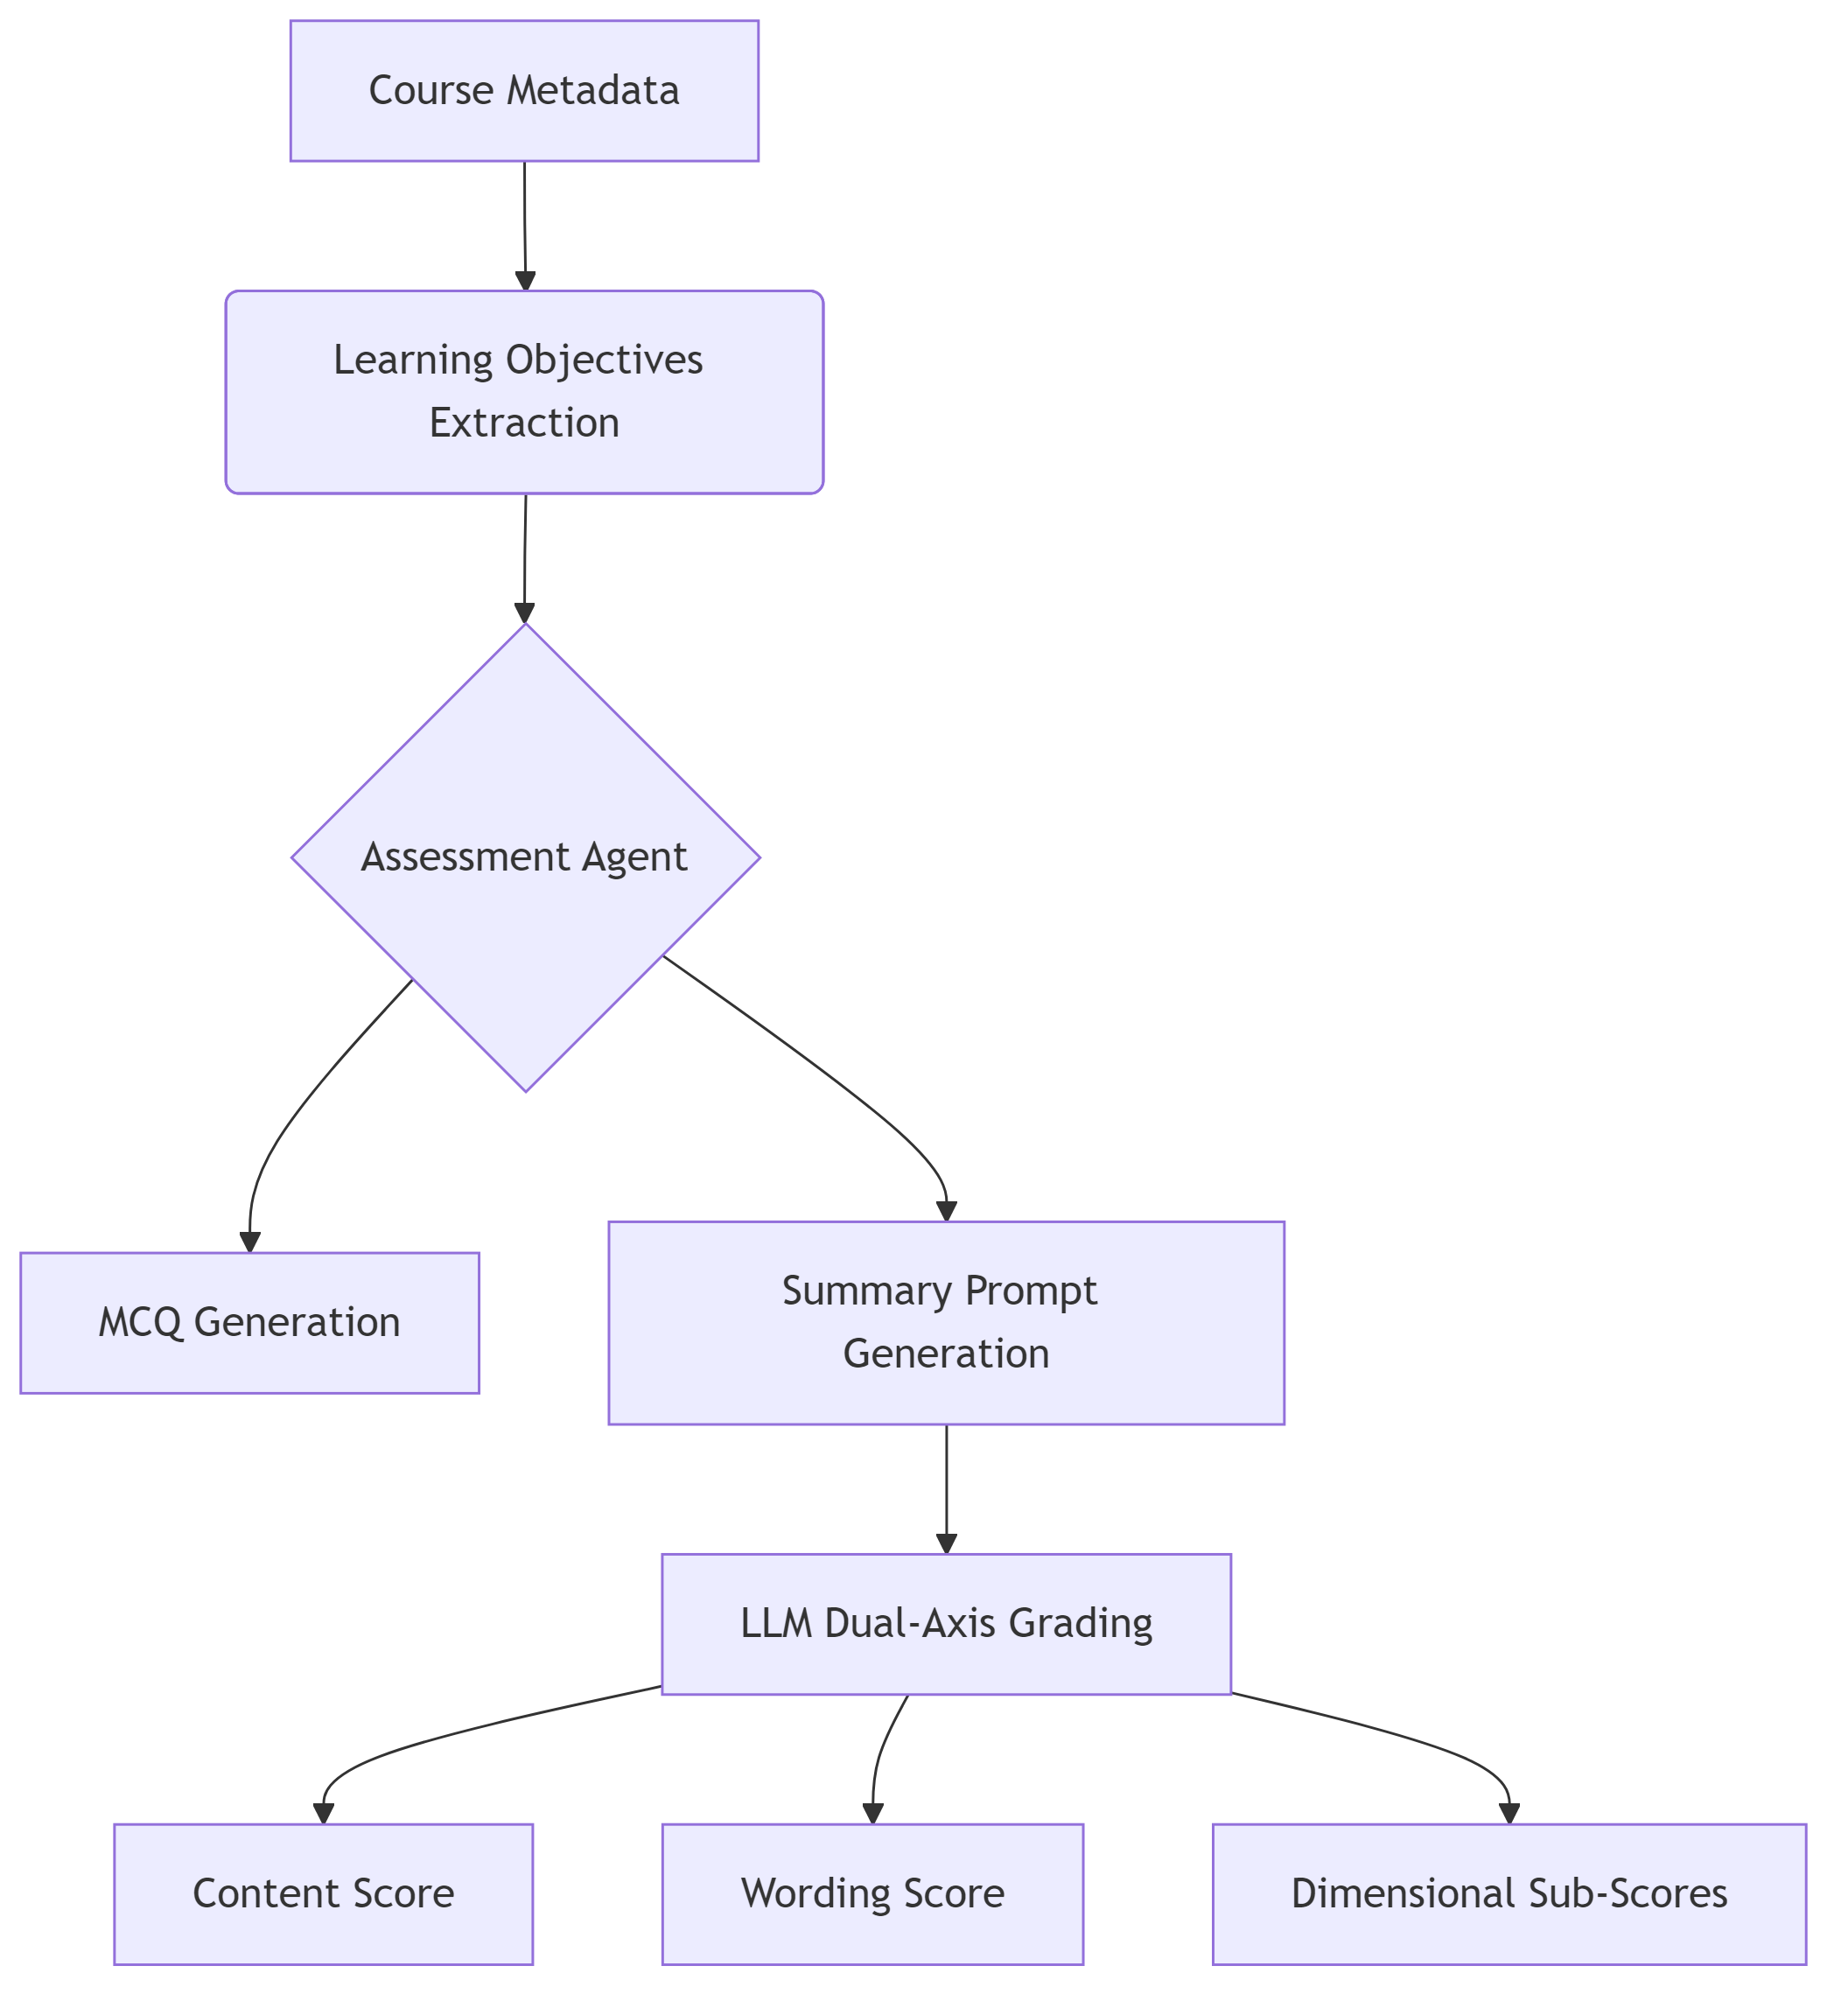 Course Metadata
Learning Objectives
Extraction
Assessment Agent
MCQ Generation
Summary Prompt
Generation
LLM Dual-Axis Grading
Content Score
Wording Score
Dimensional Sub-Scores